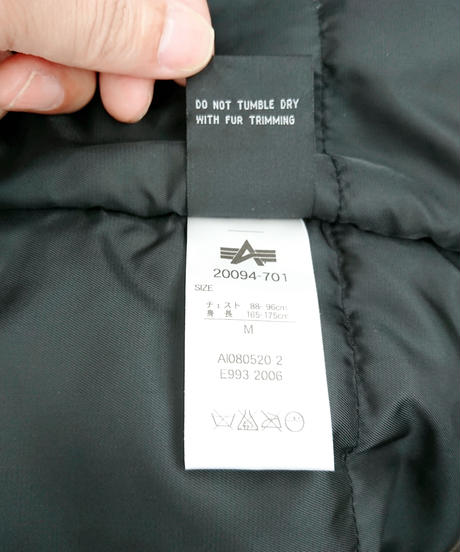 DO NOT TUMBLE DRY
WITH FUR TRIMMING
20094-701
SIZE
チェスト 88-96cm
身長 165-175cm
M
AI080520 2
E993 2006